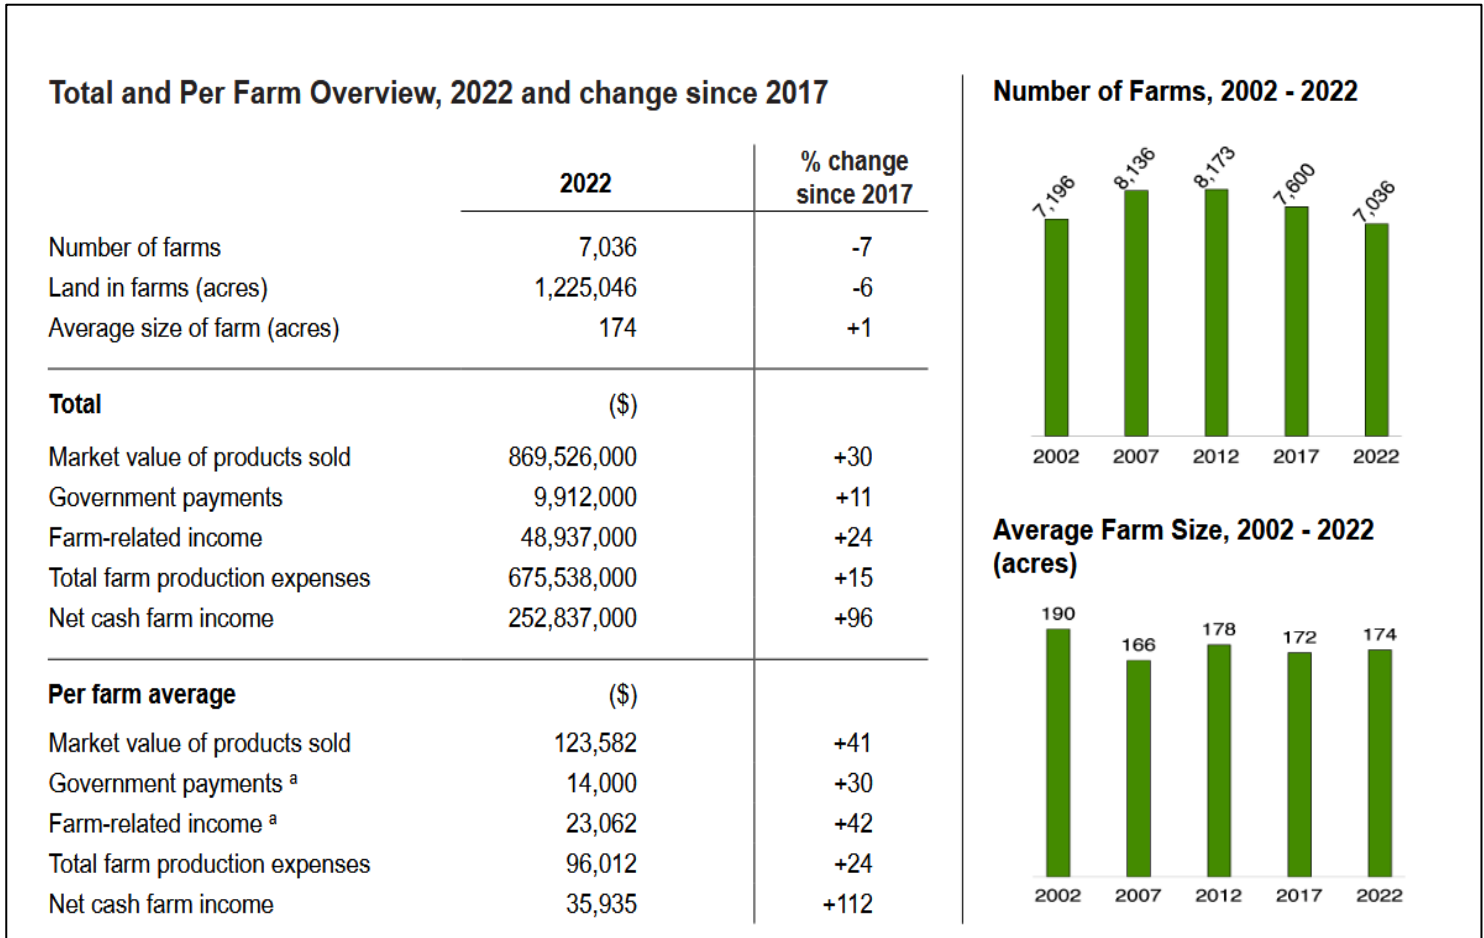 Total and Per Farm Overview, 2022 and change since 2017
2022 % change
since 2017
Number of farms 7,036 -7
Land in farms (acres) 1,225,046 -6
Average size of farm (acres) 174 +1
Total ($)
Market value of products sold 869,526,000 +30
Government payments 9,912,000 +11
Farm-related income 48,937,000 +24
Total farm production expenses 675,538,000 +15
Net cash farm income 252,837,000 +96
Per farm average ($)
Market value of products sold 123,582 +41
Government payments ª 14,000 +30
Farm-related income ª 23,062 +42
Total farm production expenses 96,012 +24
Net cash farm income 35,935 +112
Number of Farms, 2002 - 2022
7,196 8,136 8,173 7,600 7,036
2002 2007 2012 2017 2022
Average Farm Size, 2002 - 2022
(acres)
190 166 178 172 174
2002 2007 2012 2017 2022